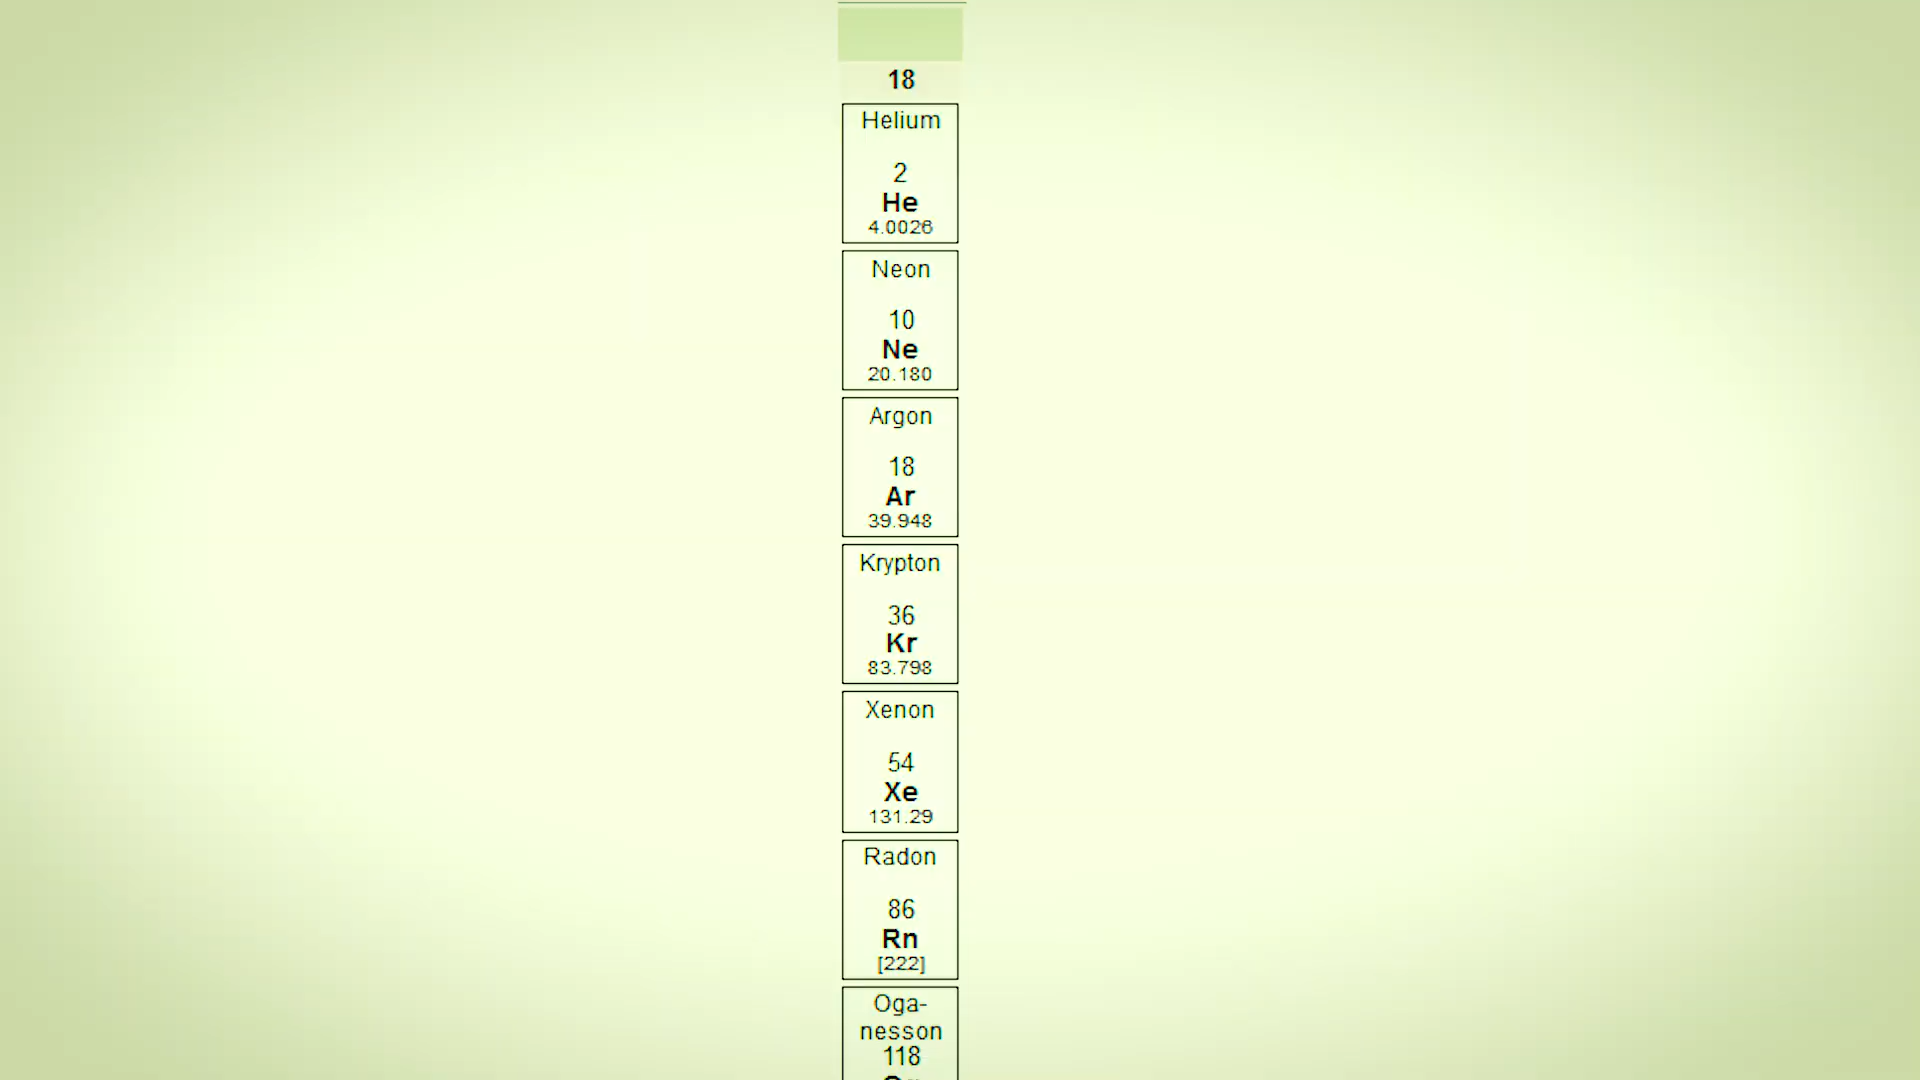 18
Helium
2
He
4.0026
Neon
10
Ne
20.180
Argon
18
Ar
39.948
Krypton
36
Kr
83.798
Xenon
54
Xe
131.29
Radon
86
Rn
[222]
Oga-
nesson
118